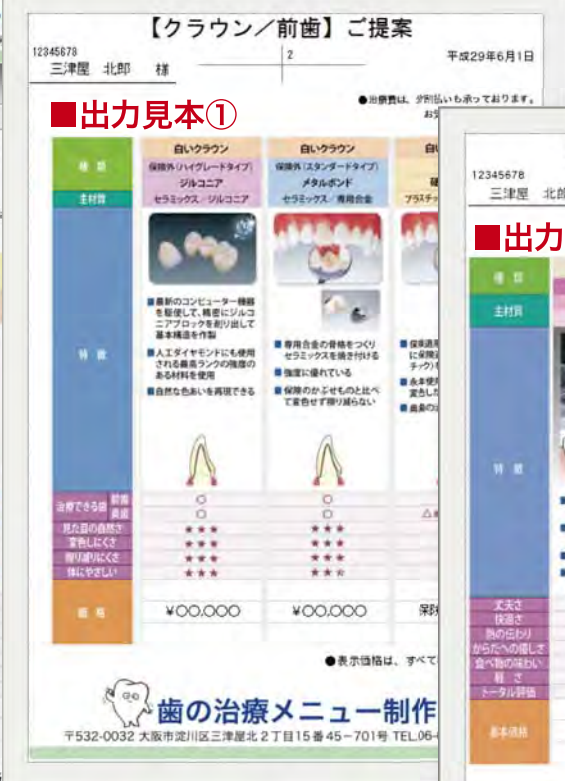 【クラウン／前歯】ご提案
12345678
三津屋 北郎 様
2
平成29年6月1日
●治療費は、分割払いも承っております。
お
■出力見本①
種 類
白いクラウン
保険外（ハイグレードタイプ）
ジルコニア
白いクラウン
保険外（スタンダードタイプ）
メタルボンド
主材質
セラミックス／ジルコニア
セラミックス／専用合金
特 徴
■最新のコンピューター機器
を駆使して、精密にジルコ
ニアブロックを削り出して
基本構造を作製
■人工ダイヤモンドにも使用
される最高ランクの強度の
ある材料を使用
■自然な色あいを再現できる
■専用合金の骨格をつくり
セラミックスを焼き付ける
■強度に優れている
■保険のかぶせものと比べ
て変色せず擦り減らない
治療できる歯 前歯 ○ ○
奥歯 ○ ○ △
見た目の自然さ ★★★ ★★★
変色しにくさ ★★★ ★★★
擦り減りにくさ ★★★ ★★★
体にやさしい ★★★ ★★☆
価 格 ¥○○,○○○ ¥○○,○○○ 保険
●表示価格は、すべて
歯の治療メニュー制作
〒532-0032 大阪市淀川区三津屋北2丁目15番45－701号 TEL.06-
12345678
三津屋 北郎
■出力
種 類
主材質
特 徴
丈夫さ
快適さ
熱の伝わり
からだへの優しさ
食べ物の味わい
軽 さ
トータル評価
基本価格